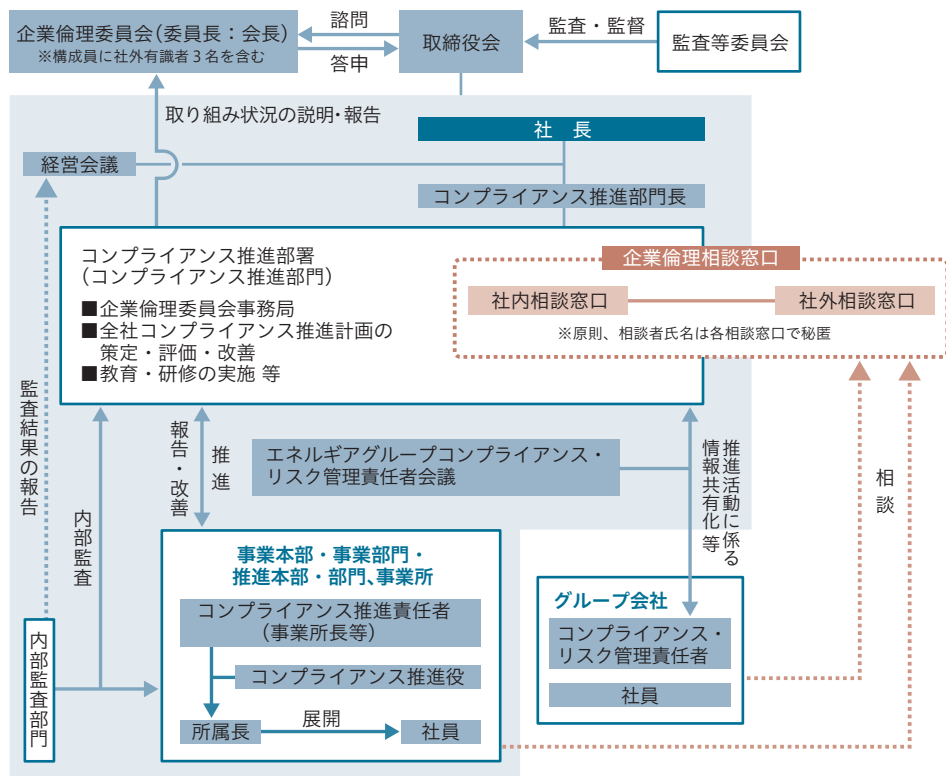 企業倫理委員会(委員長：会長)
※構成員に社外有識者3名を含む
諮問
答申
取締役会
監査・監督
監査等委員会
取り組み状況の説明・報告
社 長
経営会議
コンプライアンス推進部門長
コンプライアンス推進部署
(コンプライアンス推進部門)
■企業倫理委員会事務局
■全社コンプライアンス推進計画の
策定・評価・改善
■教育・研修の実施 等
企業倫理相談窓口
社内相談窓口
社外相談窓口
※原則、相談者氏名は各相談窓口で秘匿
監査結果の報告
内部監査
報告・改善
推進
エネルギアグループコンプライアンス・
リスク管理責任者会議
推進活動に係る
情報共有化 等
相談
事業本部・事業部門・
推進本部・部門、事業所
コンプライアンス推進責任者
(事業所長等)
コンプライアンス推進役
所属長
展開
社員
グループ会社
コンプライアンス・
リスク管理責任者
社員
内部監査部門